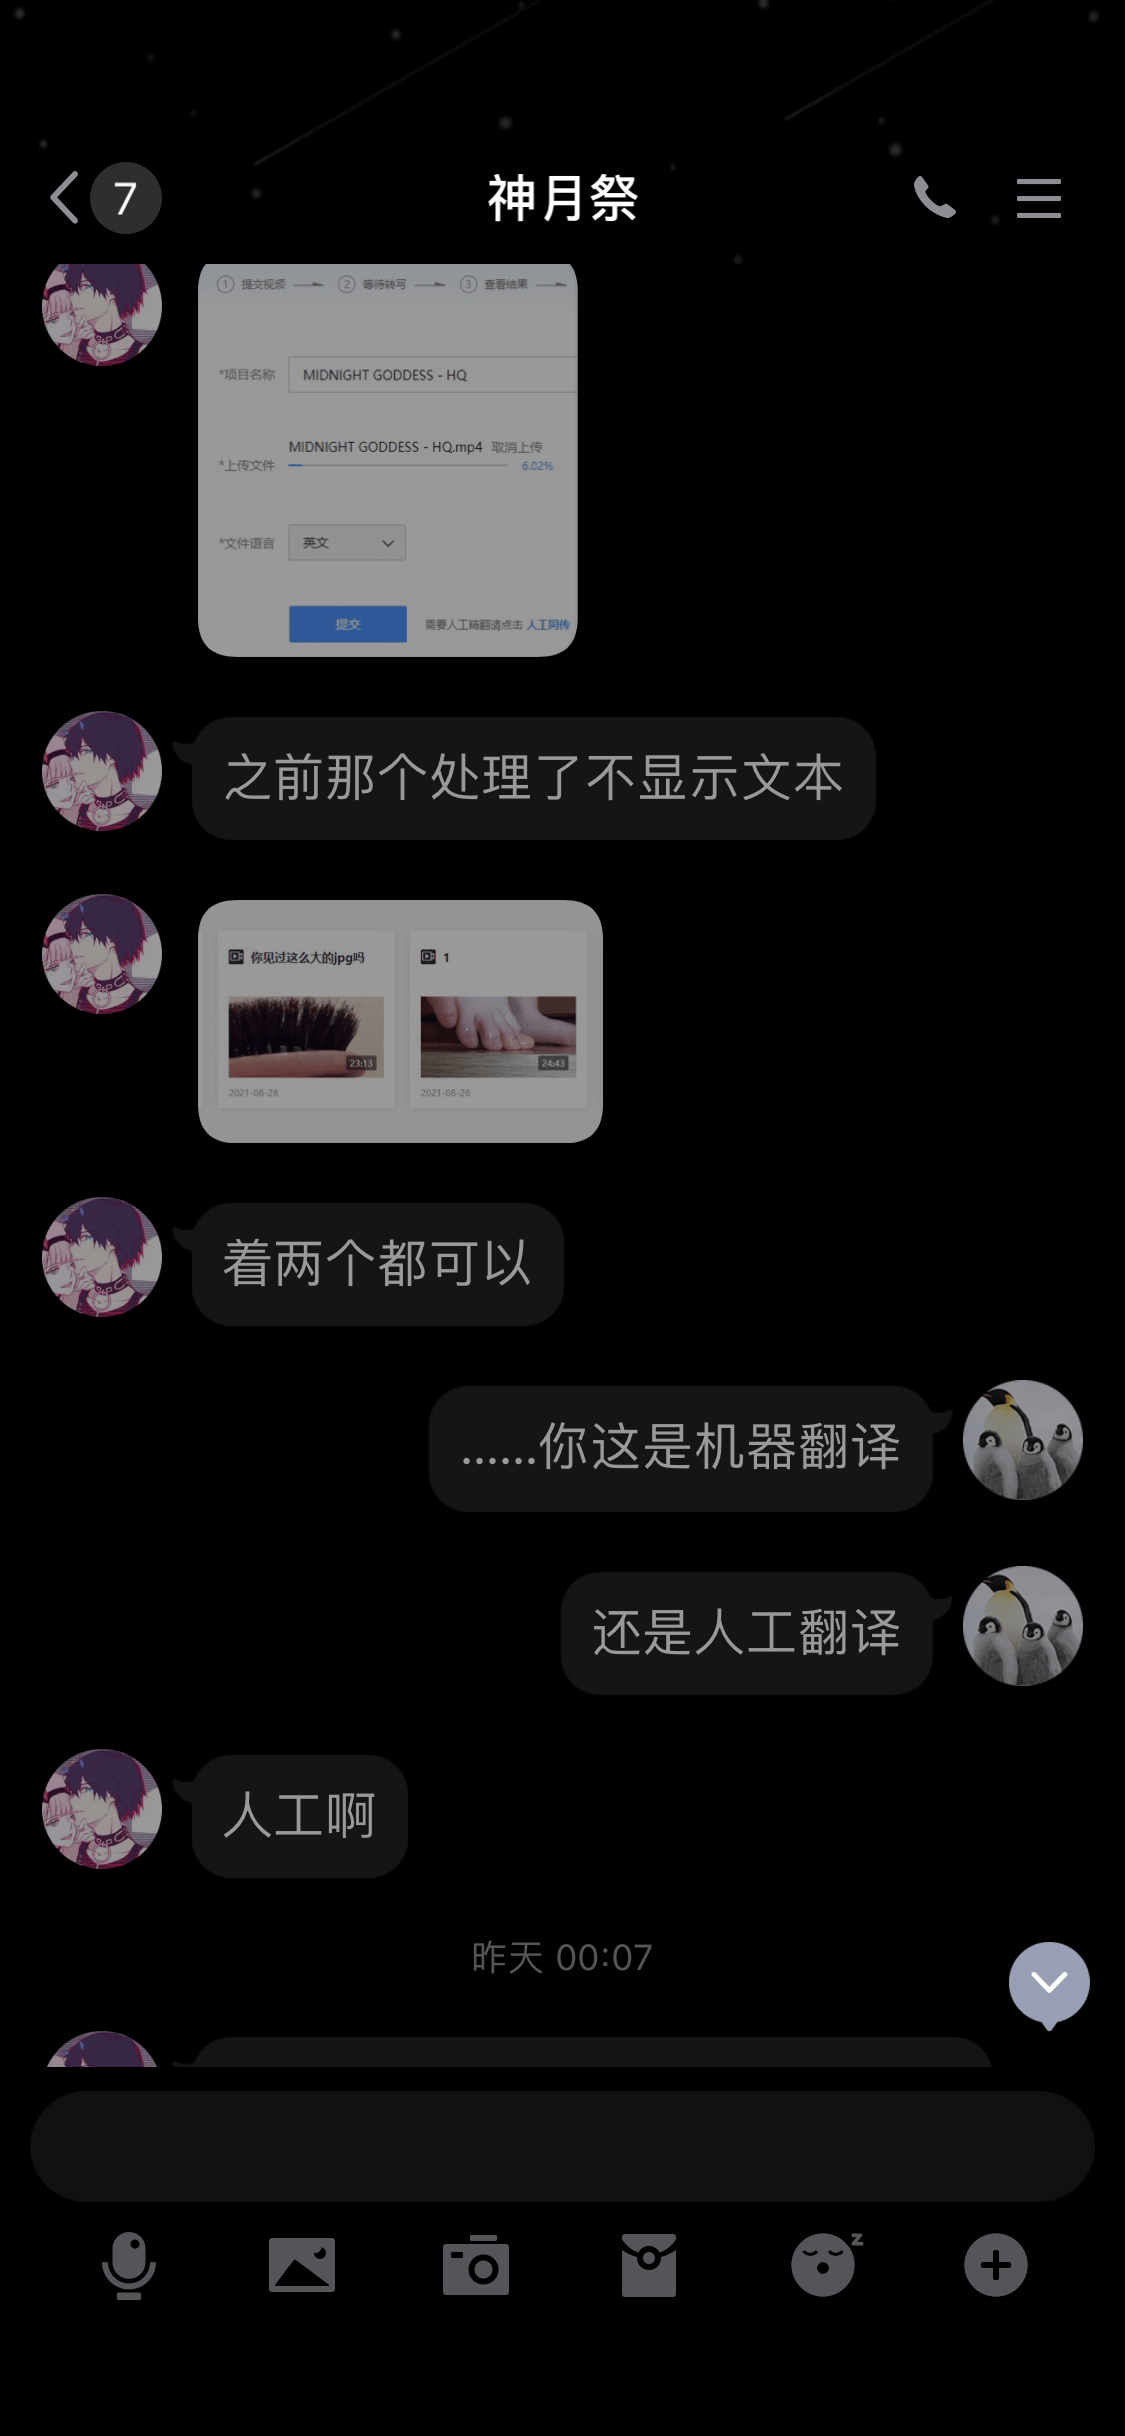 7
神月祭
1 提交视频
2 等待转写
3 查看结果
*项目名称 MIDNIGHT GODDESS - HQ
MIDNIGHT GODDESS - HQ.mp4 取消上传
*上传文件 6.02%
*文件语言 英文
提交 需要人工精翻请点击 人工同传
之前那个处理了不显示文本
你见过这么大的jpg吗
1
23:13
24:43
2021-08-28
2021-08-26
着两个都可以
......你这是机器翻译
还是人工翻译
人工啊
昨天 00:07
z